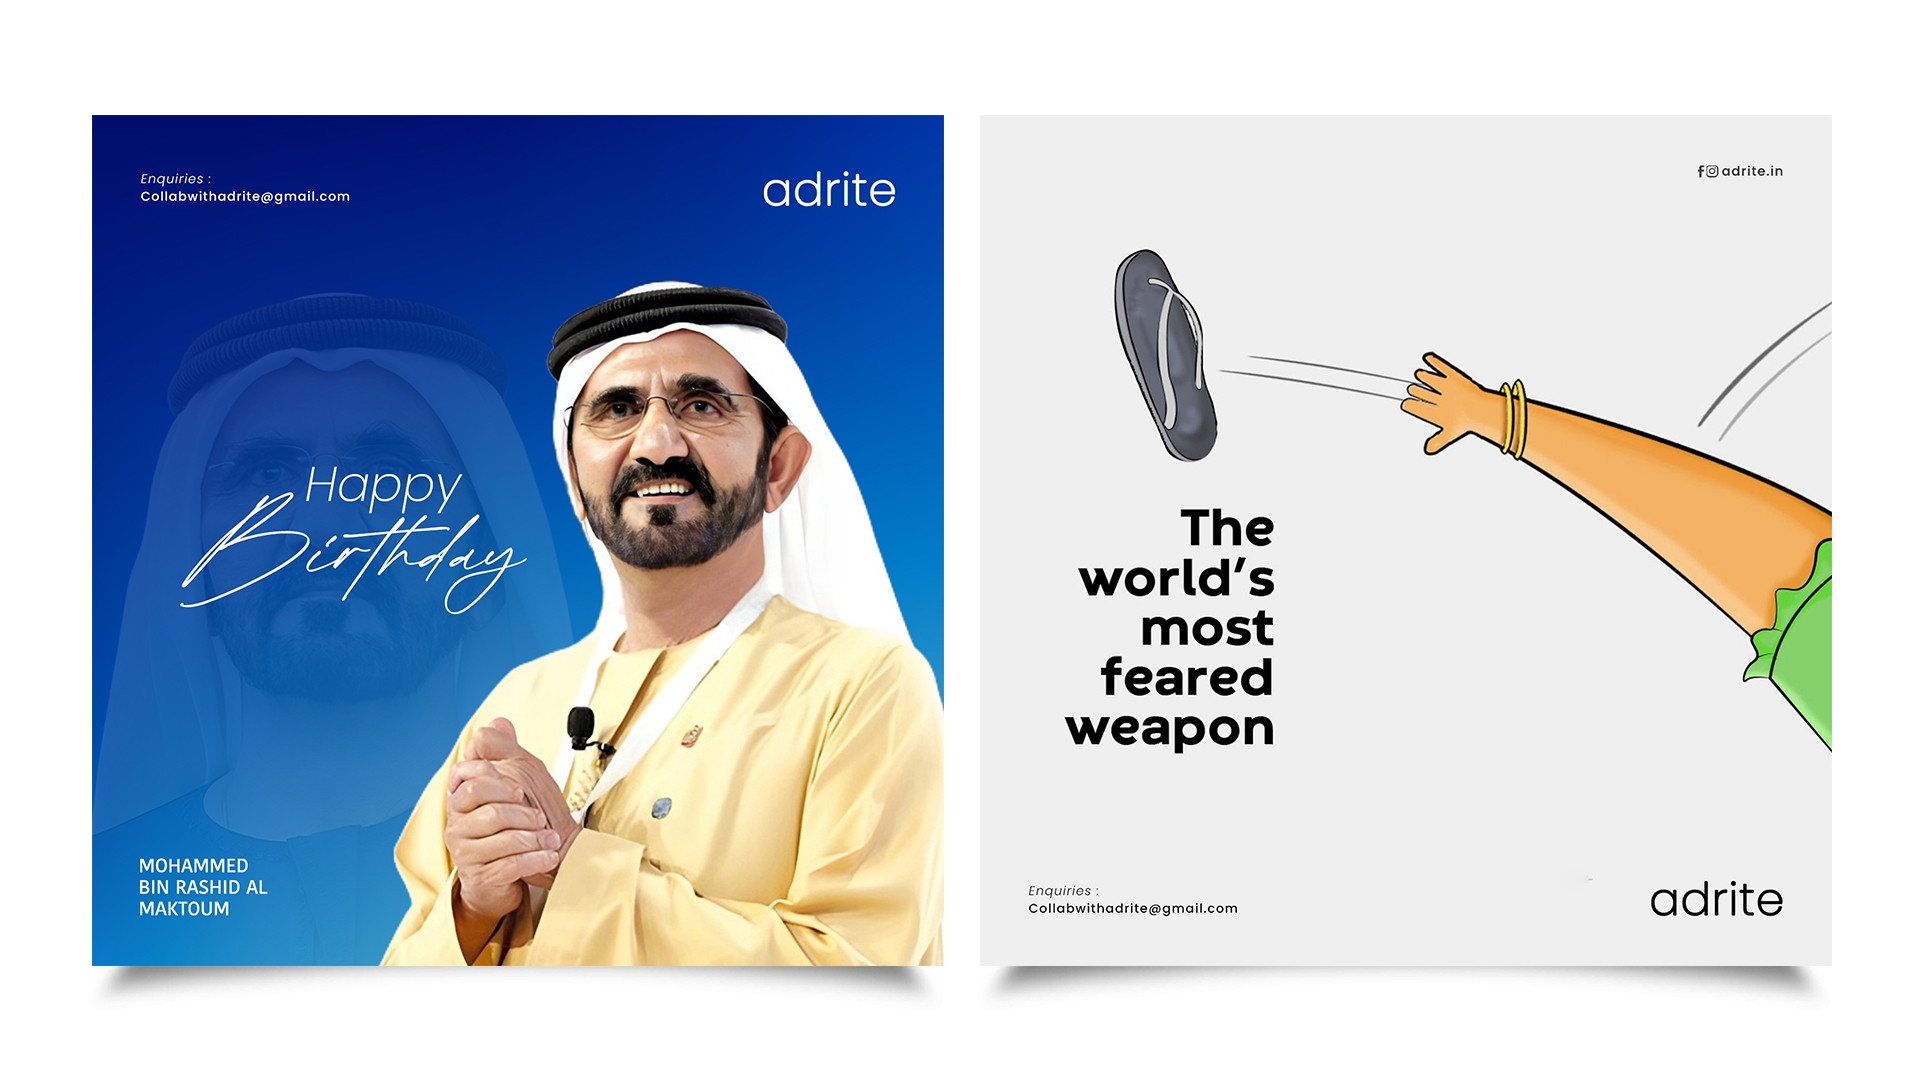 Enquiries :
Collabwithadrite@gmail.com
adrite
Happy
Birthday
MOHAMMED
BIN RASHID AL
MAKTOUM
adrite.in
The
world’s
most
feared
weapon
Enquiries :
Collabwithadrite@gmail.com
adrite